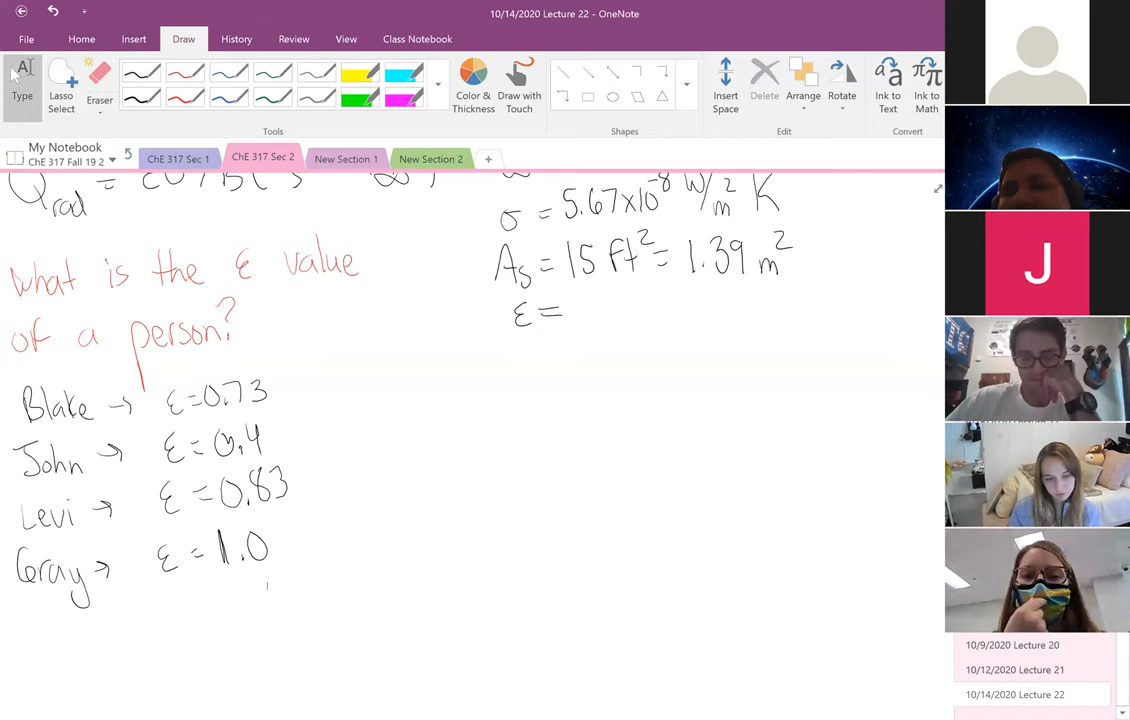 10/14/2020 Lecture 22 - OneNote
File Home Insert Draw History Review View Class Notebook
Type
Lasso Select
Eraser
Color & Thickness
Draw with Touch
Insert Space
Delete
Arrange
Rotate
Ink to Text
Ink to Math
Tools
Shapes
Edit
Convert
My Notebook
ChE 317 Fall 19 2
ChE 317 Sec 1
ChE 317 Sec 2
New Section 1
New Section 2
+
Qrad =
σ = 5.67x10⁻⁸ W/m² K
What is the ε value
of a person?
As = 15 ft² = 1.39 m²
ε =
Blake → ε=0.73
John → ε=0.4
Levi → ε=0.83
Gray → ε=1.0
J
10/9/2020 Lecture 20
10/12/2020 Lecture 21
10/14/2020 Lecture 22